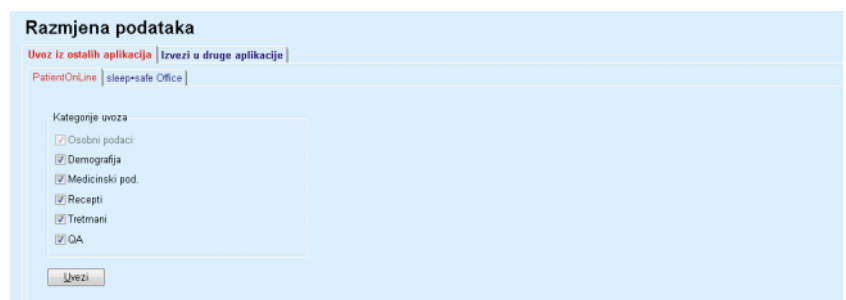 Razmjena podataka
Uvoz iz ostalih aplikacija Izvezi u druge aplikacije
PatientOnLine sleep•safe Office
Kategorije uvoza
Osobni podaci
Demografija
Medicinski pod.
Recepti
Tretmani
QA
Uvezi